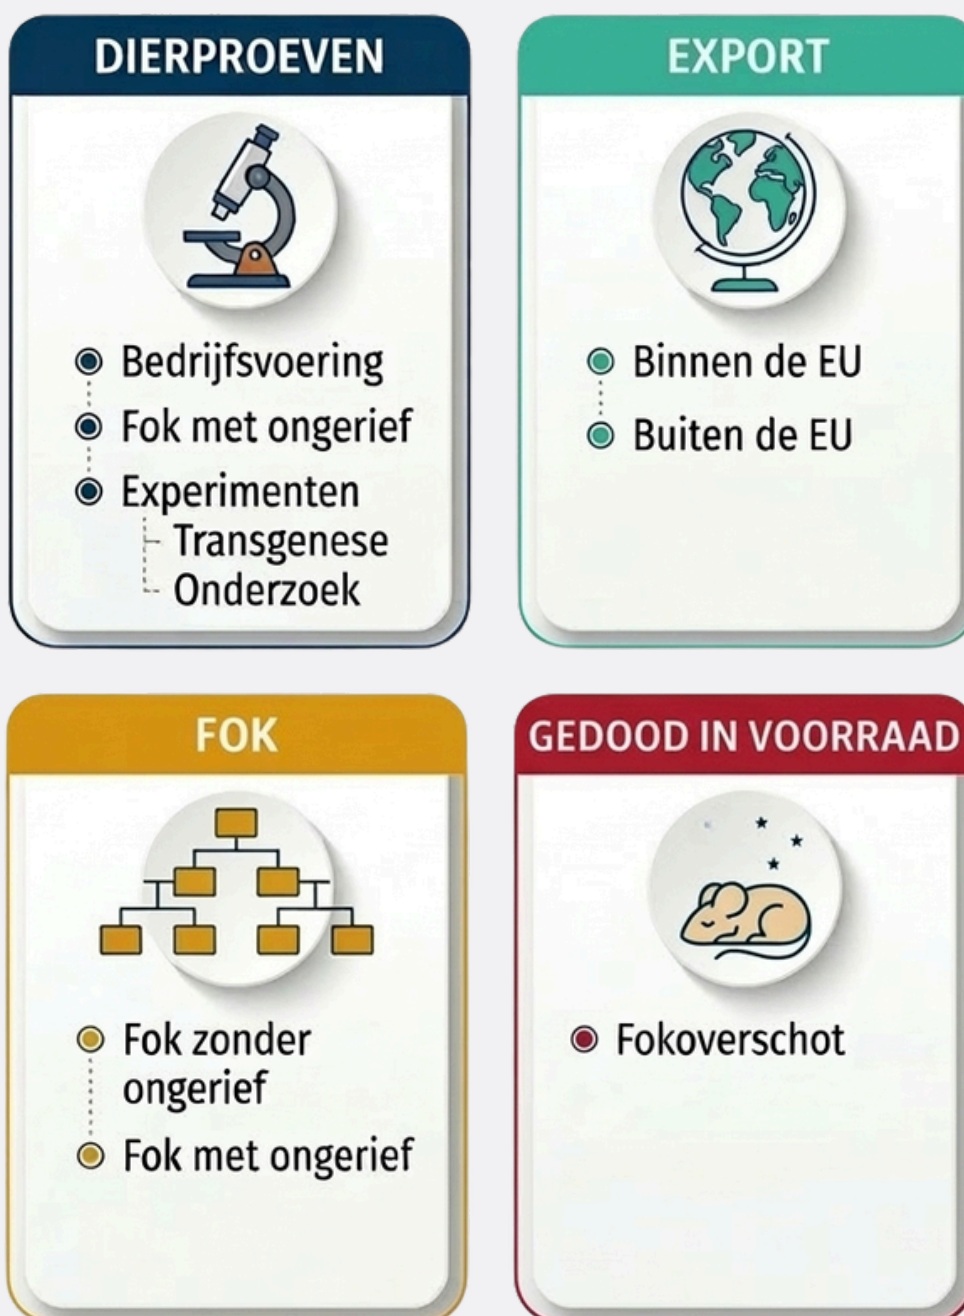 DIERPROEVEN
Bedrijfsvoering
Fok met ongerief
Experimenten
Transgenese
Onderzoek
EXPORT
Binnen de EU
Buiten de EU
FOK
Fok zonder
ongerief
Fok met ongerief
GEDOOD IN VOORRAAD
Fokoverschot